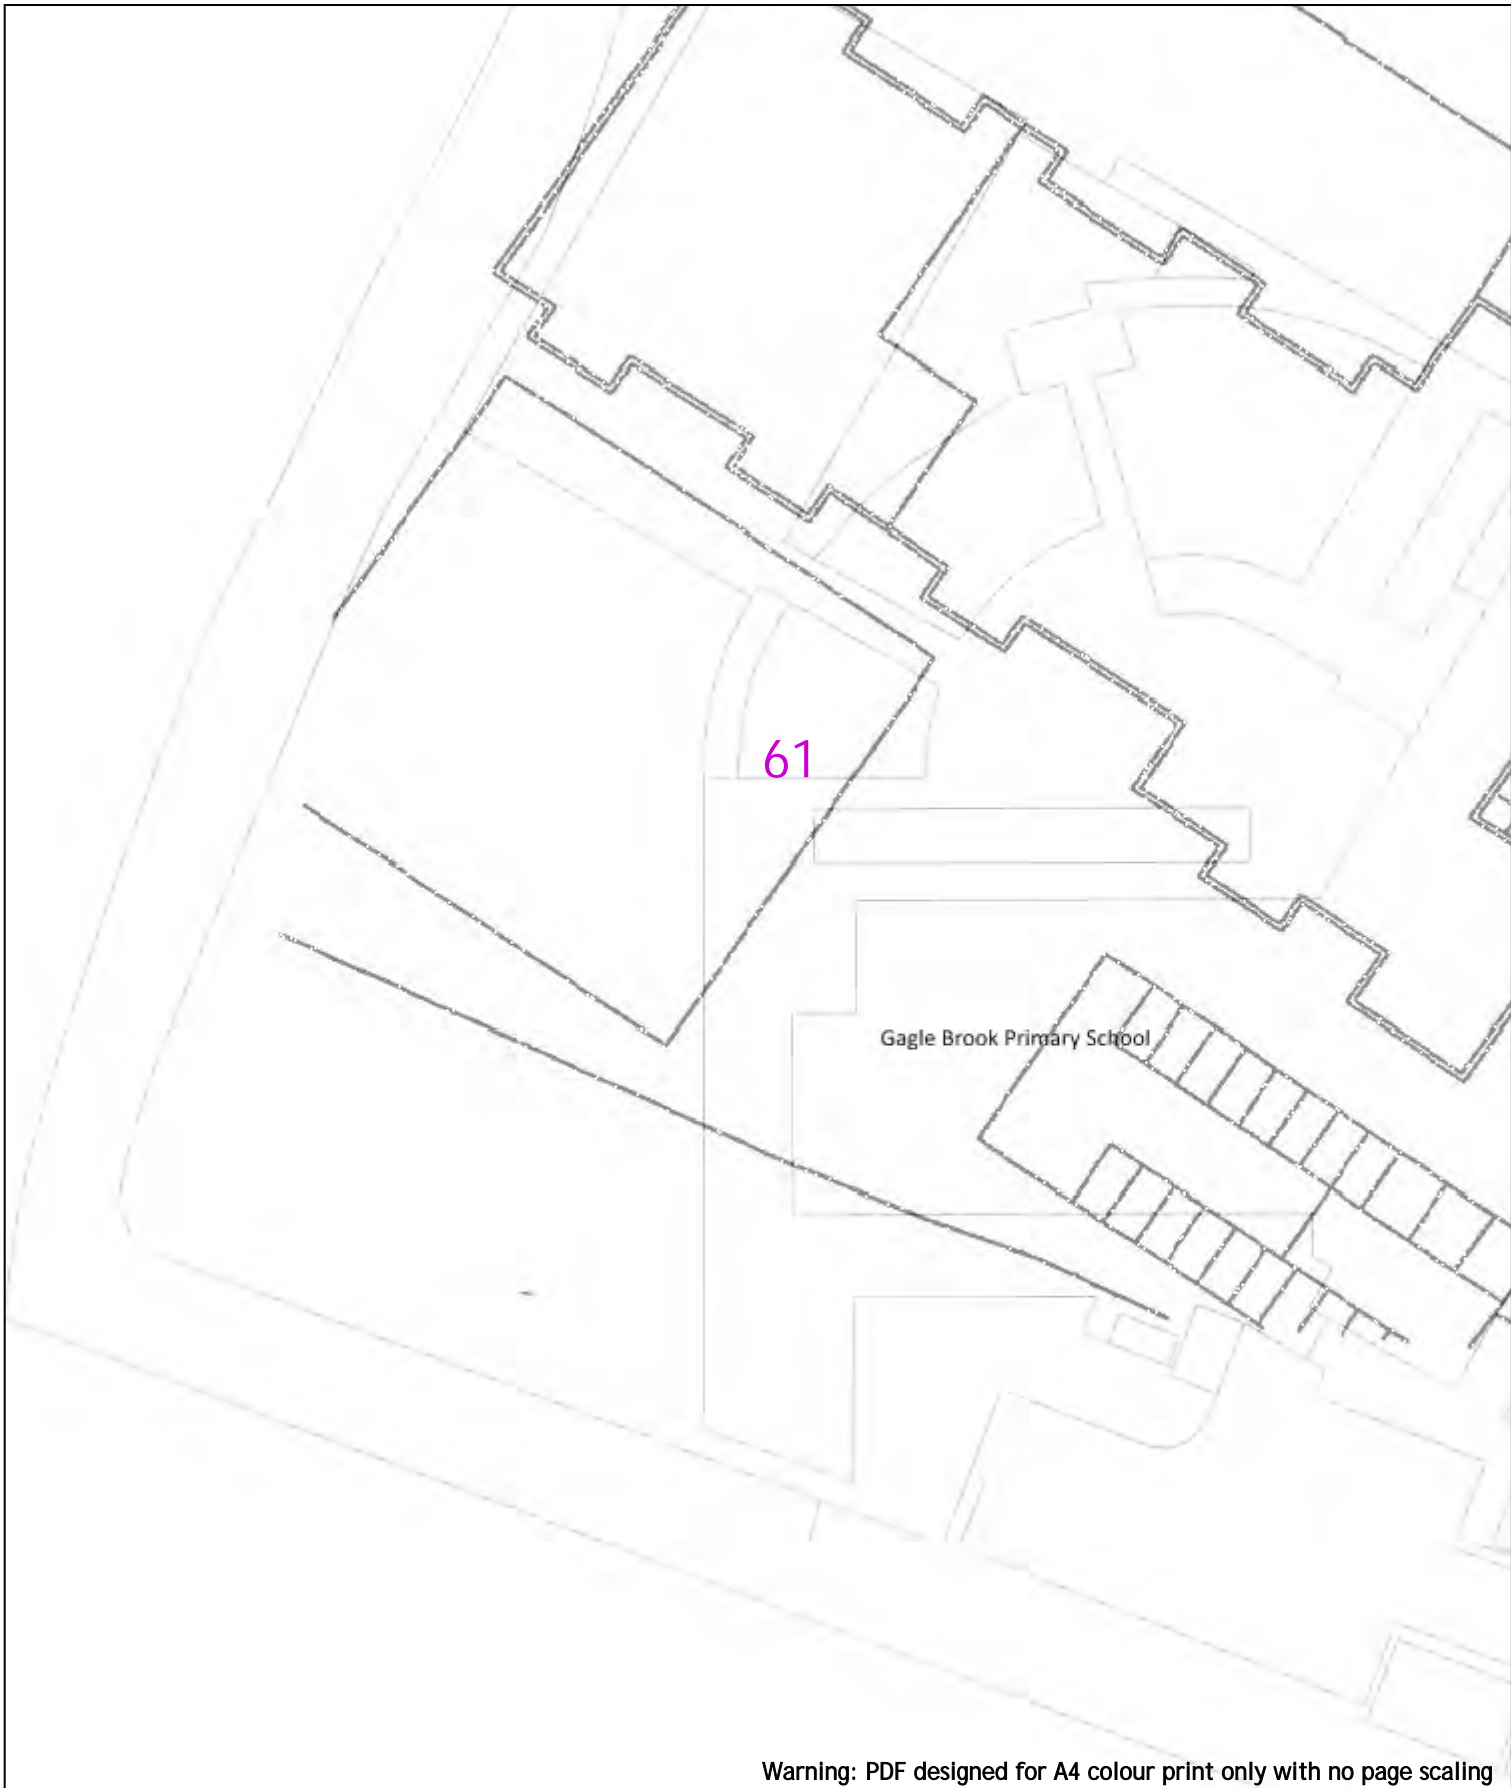 61
Gagle Brook Primary School
Warning: PDF designed for A4 colour print only with no page scaling